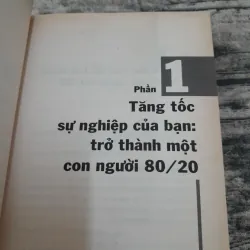 Phần 1
Tăng tốc
sự nghiệp của bạn:
trở thành một
con người 80/20